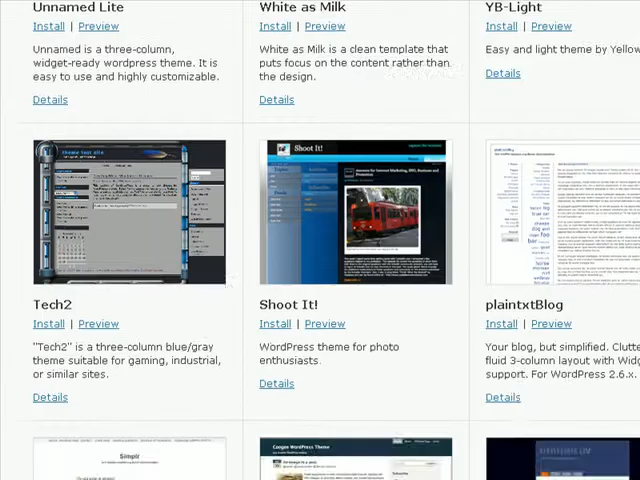 Unnamed Lite
Install | Preview
Unnamed is a three-column,
widget-ready wordpress theme. It is
easy to use and highly customizable.
Details
White as Milk
Install | Preview
White as Milk is a clean template that
puts focus on the content rather than
the design.
Details
YB-Light
Install | Preview
Easy and light theme by Yellow
Details
Shoot It!
Tech2
Install | Preview
"Tech2" is a three-column blue/gray
theme suitable for gaming, industrial,
or similar sites.
Details
Shoot It!
Install | Preview
WordPress theme for photo
enthusiasts.
Details
plaintxtBlog
Install | Preview
Your blog, but simplified. Clutte
fluid 3-column layout with Widg
support. For WordPress 2.6.x.
Details
Simplr